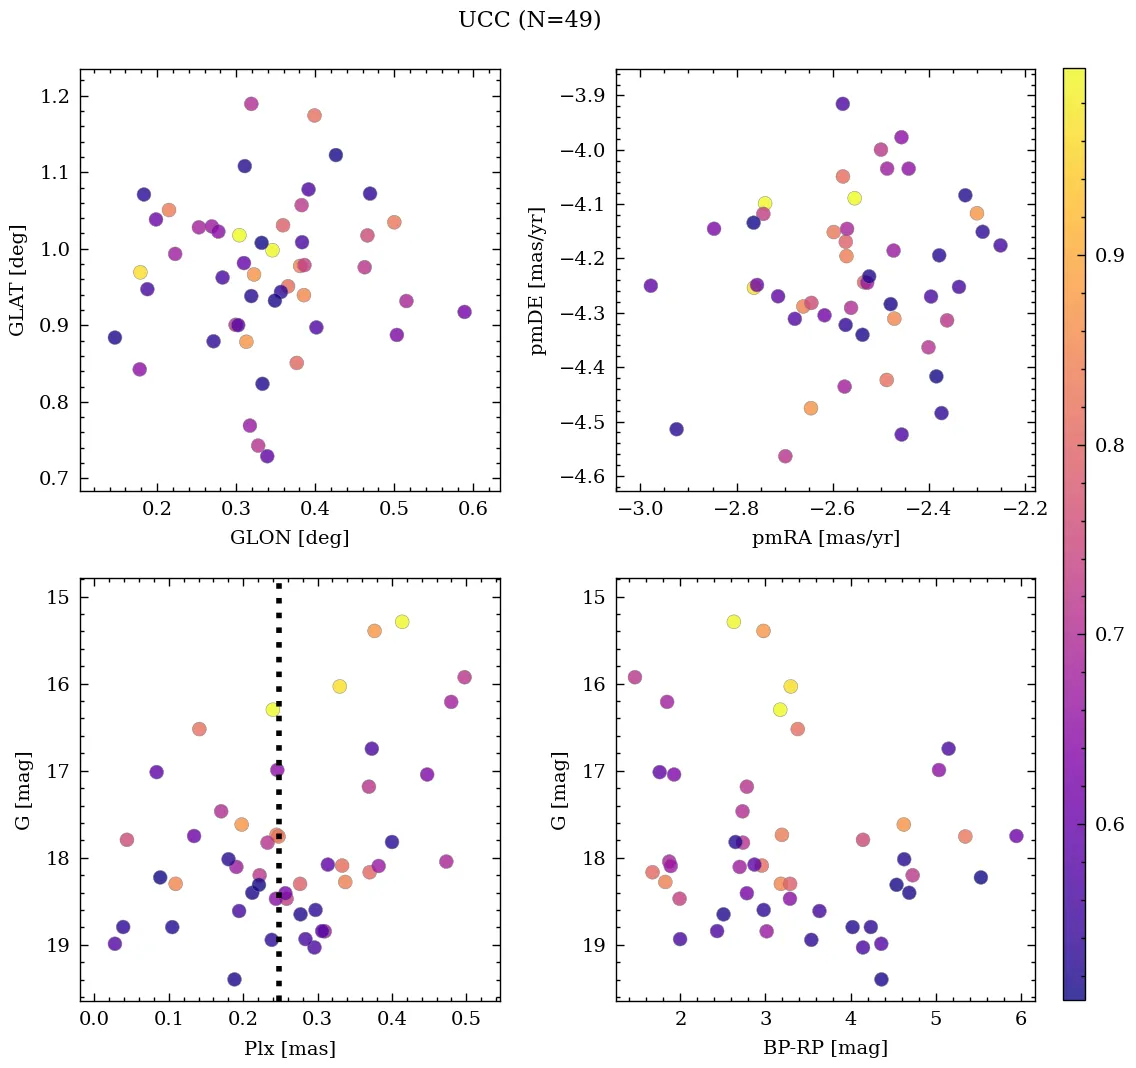 UCC (N=49)
1.2
1.1
1.0
0.9
0.8
0.7
GLAT [deg]
0.2 0.3 0.4 0.5 0.6
GLON [deg]
−3.9
−4.0
−4.1
−4.2
−4.3
−4.4
−4.5
−4.6
pmDE [mas/yr]
−3.0 −2.8 −2.6 −2.4 −2.2
pmRA [mas/yr]
0.9
0.8
0.7
0.6
15
16
17
18
19
G [mag]
0.0 0.1 0.2 0.3 0.4 0.5
Plx [mas]
15
16
17
18
19
G [mag]
2 3 4 5 6
BP-RP [mag]